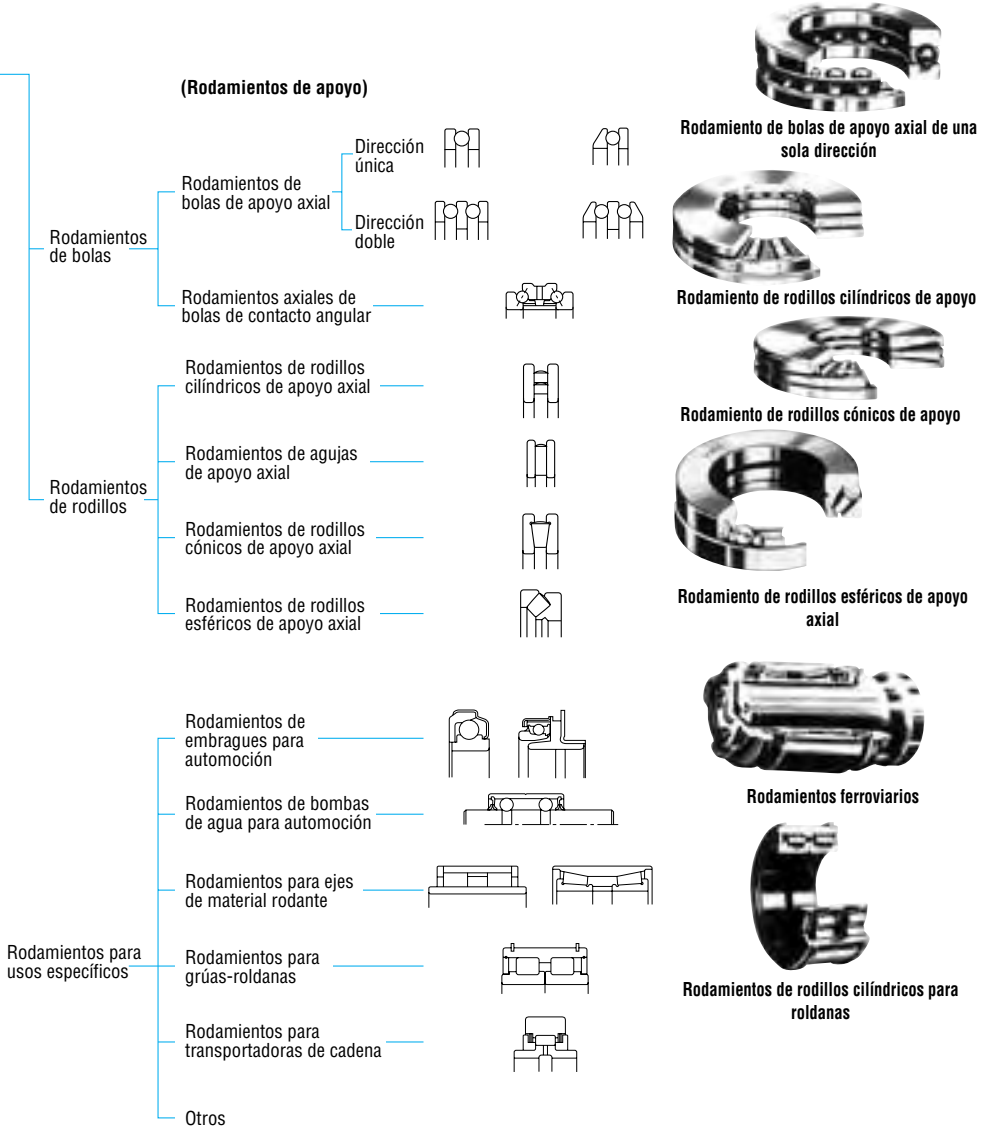 (Rodamientos de apoyo)
Rodamiento de bolas de apoyo axial de una
sola dirección
Dirección
única
Rodamientos de
bolas de apoyo axial
Dirección
doble
Rodamientos
de bolas
Rodamientos axiales de
bolas de contacto angular
Rodamiento de rodillos cilíndricos de apoyo
Rodamientos de rodillos
cilíndricos de apoyo axial
Rodamiento de rodillos cónicos de apoyo
Rodamientos de agujas
de apoyo axial
Rodamientos
de rodillos
Rodamientos de rodillos
cónicos de apoyo axial
Rodamientos de rodillos
esféricos de apoyo axial
Rodamiento de rodillos esféricos de apoyo
axial
Rodamientos de
embragues para
automoción
Rodamientos ferroviarios
Rodamientos de bombas
de agua para automoción
Rodamientos para ejes
de material rodante
Rodamientos para
usos específicos
Rodamientos para
grúas-roldanas
Rodamientos de rodillos cilíndricos para
roldanas
Rodamientos para
transportadoras de cadena
Otros